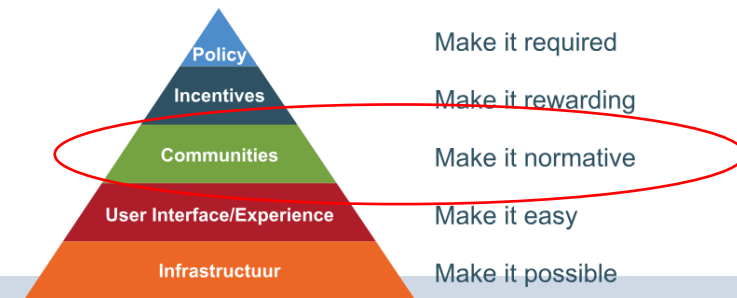 Policy Make it required
Incentives Make it rewarding
Communities Make it normative
User Interface/Experience Make it easy
Infrastructuur Make it possible